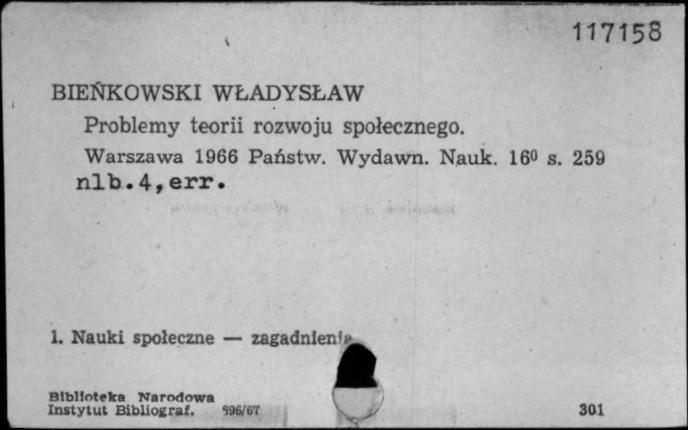 117158
BIEŃKOWSKI WŁADYSŁAW
Problemy teorii rozwoju społecznego.
Warszawa 1966 Państw. Wydawn. Nauk. 16⁰ s. 259
nlb.4,err.
1. Nauki społeczne — zagadnienia
Biblioteka Narodowa
Instytut Bibliograf. 996/67
301